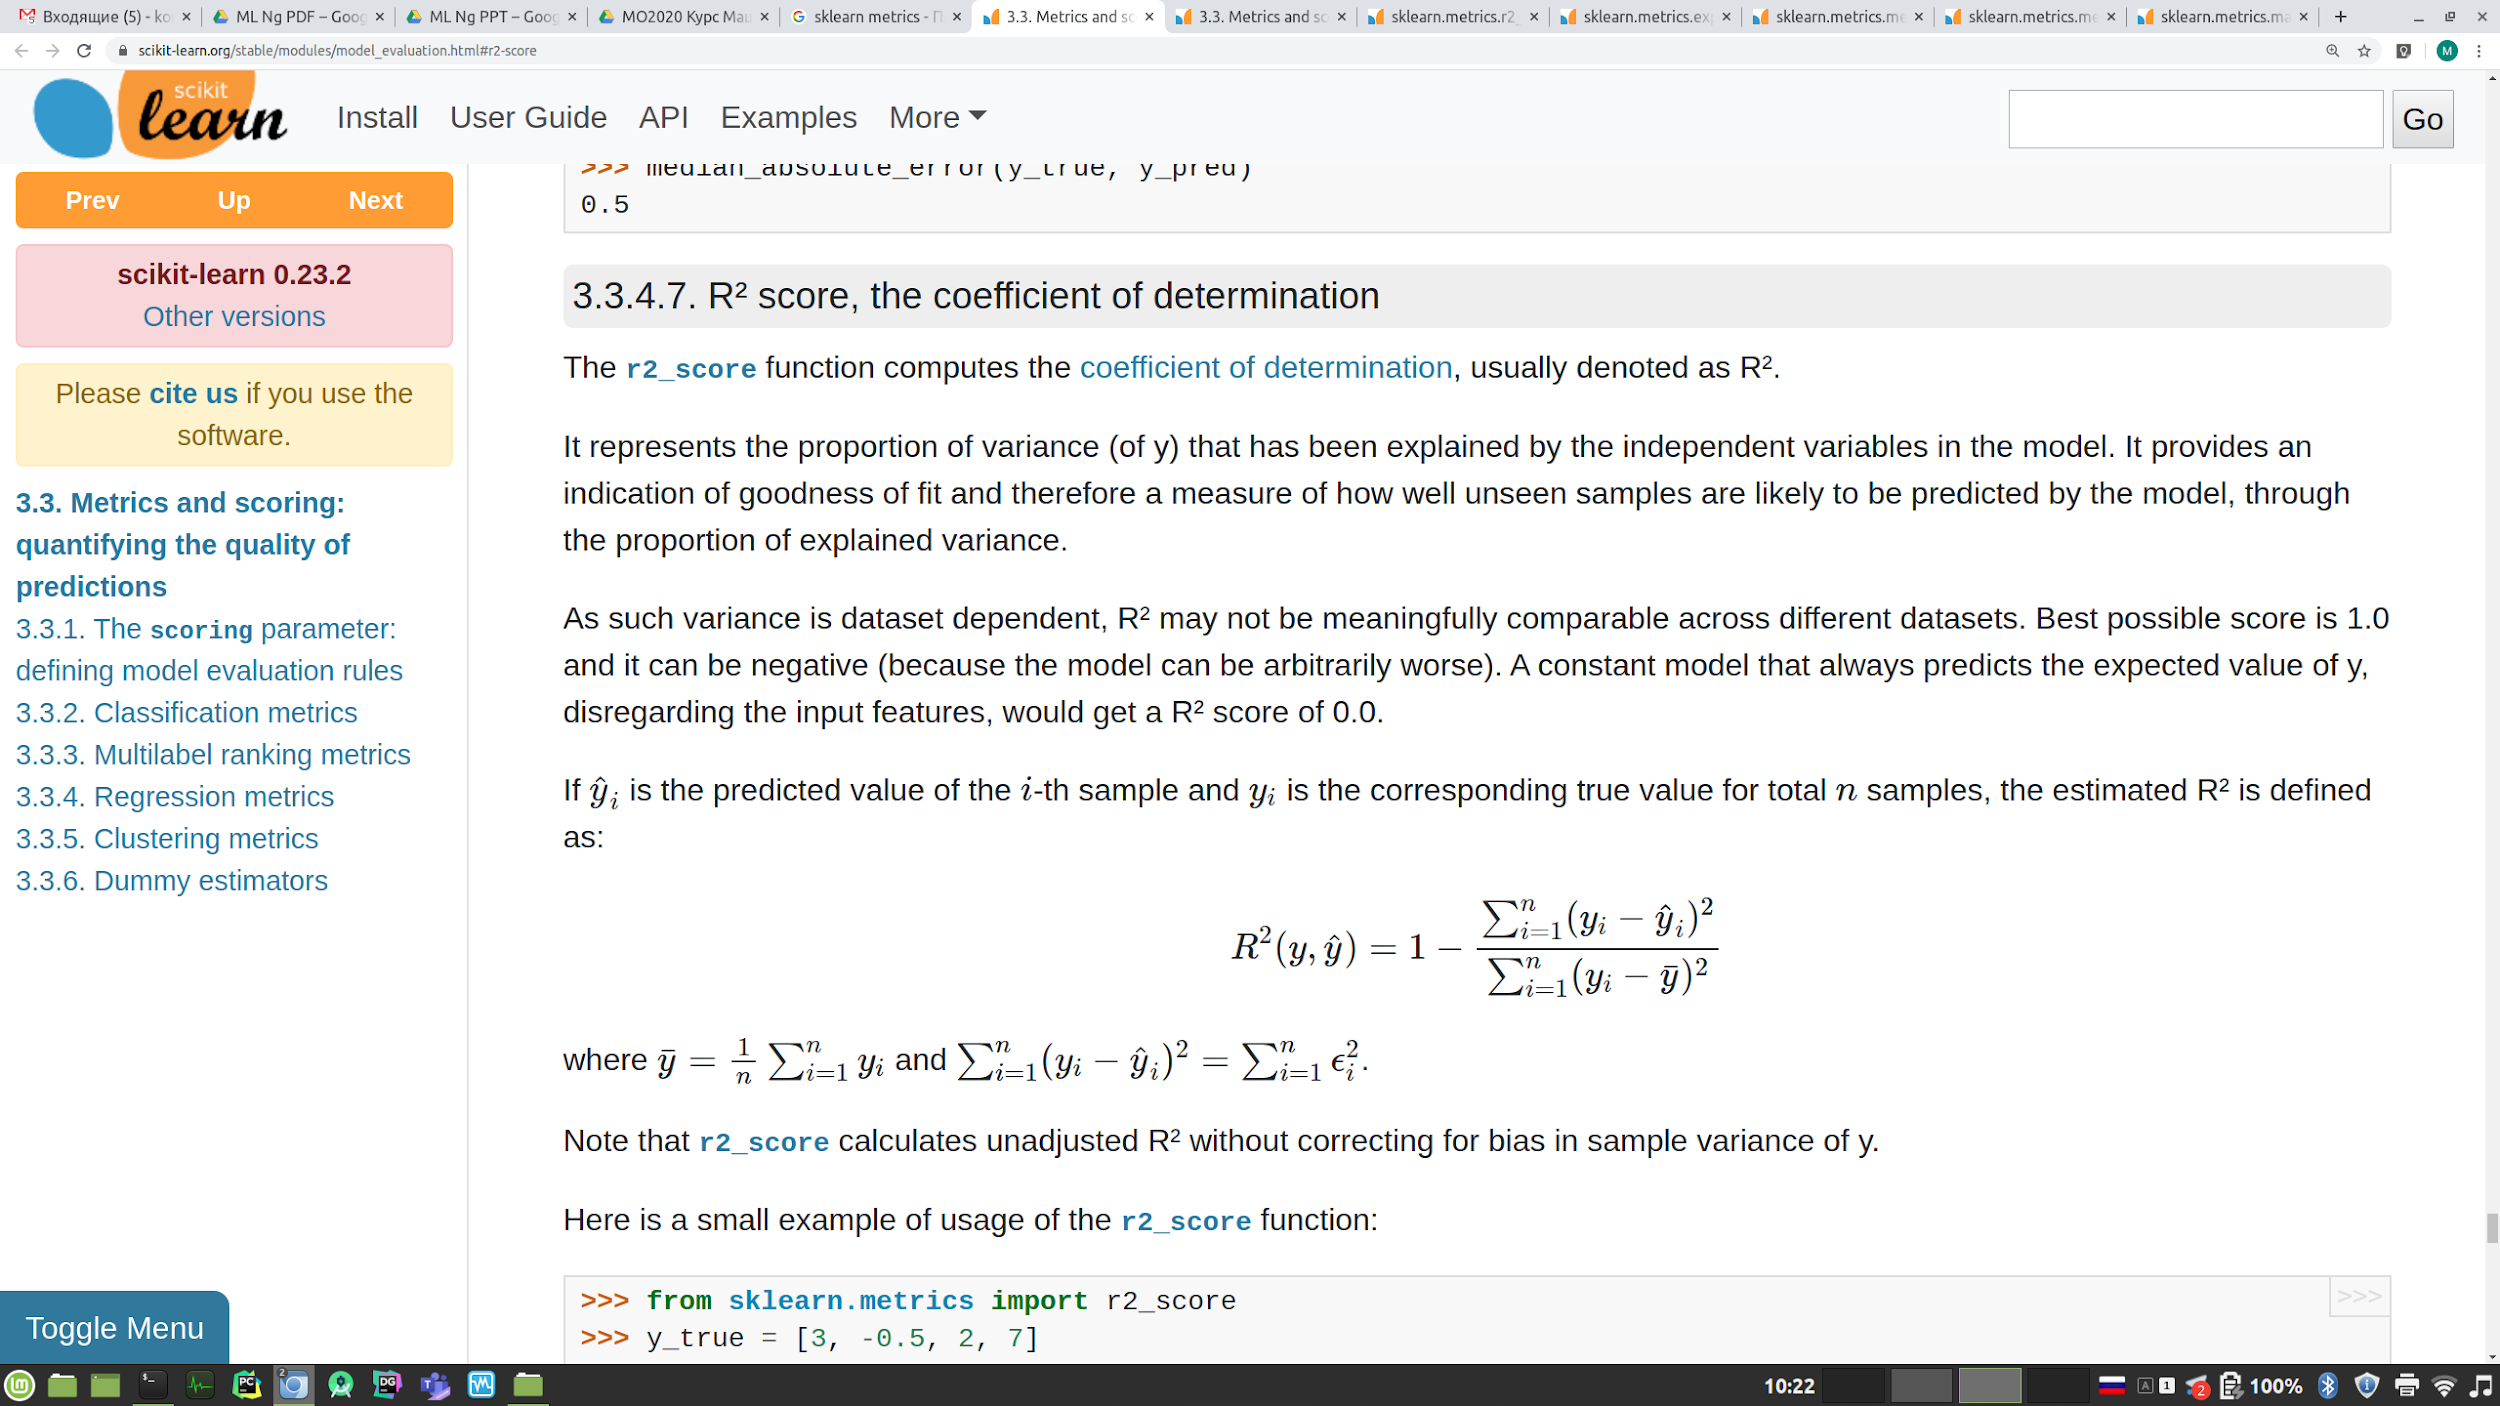 Входящие (5) - ko
ML Ng PDF – Goog
ML Ng PPT – Goog
МО2020 Курс Маш
sklearn metrics - П
3.3. Metrics and sc
3.3. Metrics and sc
sklearn.metrics.r2_
sklearn.metrics.ex
sklearn.metrics.me
sklearn.metrics.me
sklearn.metrics.ma
scikit-learn.org/stable/modules/model_evaluation.html#r2-score
M
scikit
learn
Install User Guide API Examples More
Go
Prev Up Next
scikit-learn 0.23.2
Other versions
Please cite us if you use the
software.
3.3. Metrics and scoring:
quantifying the quality of
predictions
3.3.1. The scoring parameter:
defining model evaluation rules
3.3.2. Classification metrics
3.3.3. Multilabel ranking metrics
3.3.4. Regression metrics
3.3.5. Clustering metrics
3.3.6. Dummy estimators
Toggle Menu
>>> median_absolute_error(y_true, y_pred)
0.5
3.3.4.7. R² score, the coefficient of determination
The r2_score function computes the coefficient of determination, usually denoted as R².
It represents the proportion of variance (of y) that has been explained by the independent variables in the model. It provides an
indication of goodness of fit and therefore a measure of how well unseen samples are likely to be predicted by the model, through
the proportion of explained variance.
As such variance is dataset dependent, R² may not be meaningfully comparable across different datasets. Best possible score is 1.0
and it can be negative (because the model can be arbitrarily worse). A constant model that always predicts the expected value of y,
disregarding the input features, would get a R² score of 0.0.
If ŷᵢ is the predicted value of the i-th sample and yᵢ is the corresponding true value for total n samples, the estimated R² is defined
as:
R²(y, ŷ) = 1 − \frac{∑_{i=1}^{n}(yᵢ − ŷᵢ)²}{∑_{i=1}^{n}(yᵢ − ȳ)²}
where ȳ = \frac{1}{n} ∑_{i=1}^{n} yᵢ and ∑_{i=1}^{n}(yᵢ − ŷᵢ)² = ∑_{i=1}^{n} ϵᵢ².
Note that r2_score calculates unadjusted R² without correcting for bias in sample variance of y.
Here is a small example of usage of the r2_score function:
>>>
>>> from sklearn.metrics import r2_score
>>> y_true = [3, -0.5, 2, 7]
$_
PC
2
DG
10:22
A
1
2
100%